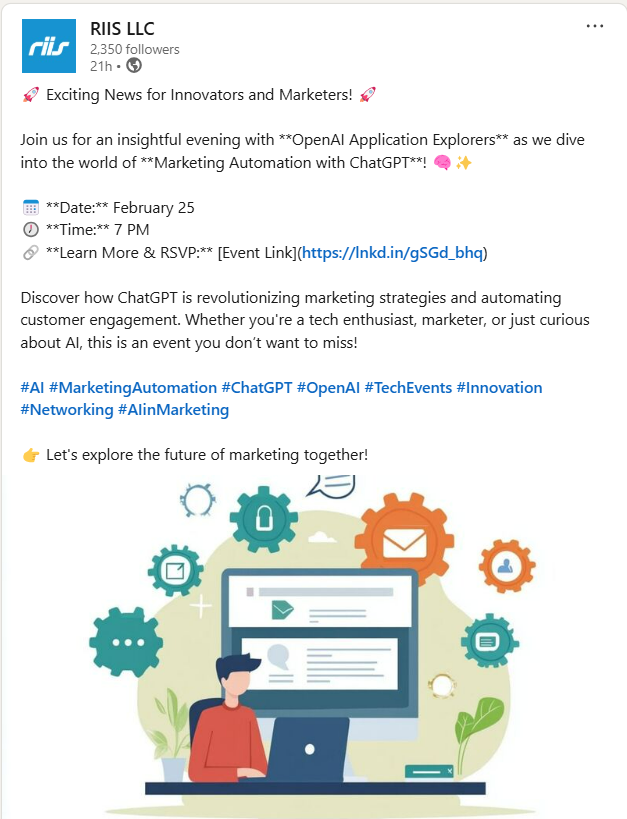 riis
RIIS LLC
2,350 followers
21h •
🚀 Exciting News for Innovators and Marketers! 🚀
Join us for an insightful evening with **OpenAI Application Explorers** as we dive
into the world of **Marketing Automation with ChatGPT**! 🧠✨
📅 **Date:** February 25
🕖 **Time:** 7 PM
🔗 **Learn More & RSVP:** [Event Link](https://lnkd.in/gSGd_bhq)
Discover how ChatGPT is revolutionizing marketing strategies and automating
customer engagement. Whether you're a tech enthusiast, marketer, or just curious
about AI, this is an event you don’t want to miss!
#AI #MarketingAutomation #ChatGPT #OpenAI #TechEvents #Innovation
#Networking #AIinMarketing
👉 Let's explore the future of marketing together!